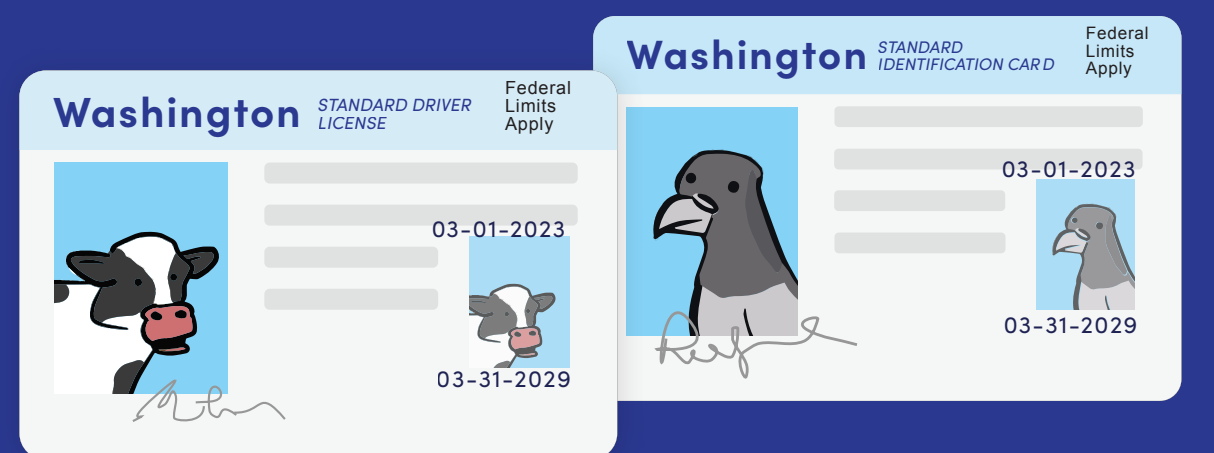 Washington
STANDARD DRIVER
LICENSE
Federal
Limits
Apply
03-01-2023
03-31-2029
Washington
STANDARD
IDENTIFICATION CARD
Federal
Limits
Apply
03-01-2023
03-31-2029